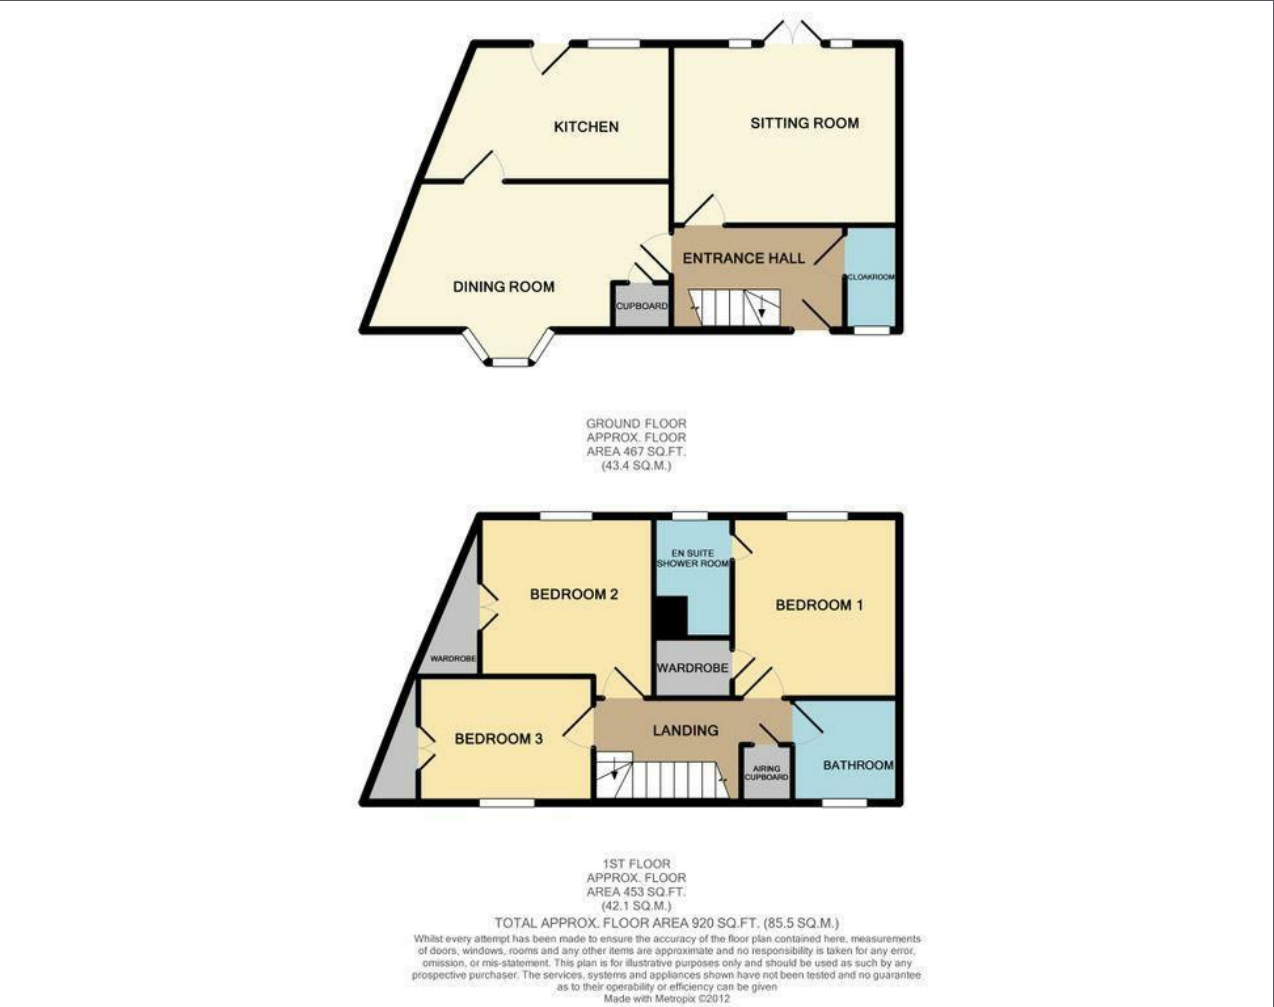 KITCHEN
SITTING ROOM
DINING ROOM
ENTRANCE HALL
CLOAKROOM
CUPBOARD
GROUND FLOOR
APPROX. FLOOR
AREA 467 SQ.FT.
(43.4 SQ.M.)
EN SUITE
SHOWER ROOM
BEDROOM 2
BEDROOM 1
WARDROBE
WARDROBE
BEDROOM 3
LANDING
AIRING
CUPBOARD
BATHROOM
1ST FLOOR
APPROX. FLOOR
AREA 453 SQ.FT.
(42.1 SQ.M.)
TOTAL APPROX. FLOOR AREA 920 SQ.FT. (85.5 SQ.M.)
Whilst every attempt has been made to ensure the accuracy of the floor plan contained here, measurements
of doors, windows, rooms and any other items are approximate and no responsibility is taken for any error,
omission, or mis-statement. This plan is for illustrative purposes only and should be used as such by any
prospective purchaser. The services, systems and appliances shown have not been tested and no guarantee
as to their operability or efficiency can be given
Made with Metropix ©2012